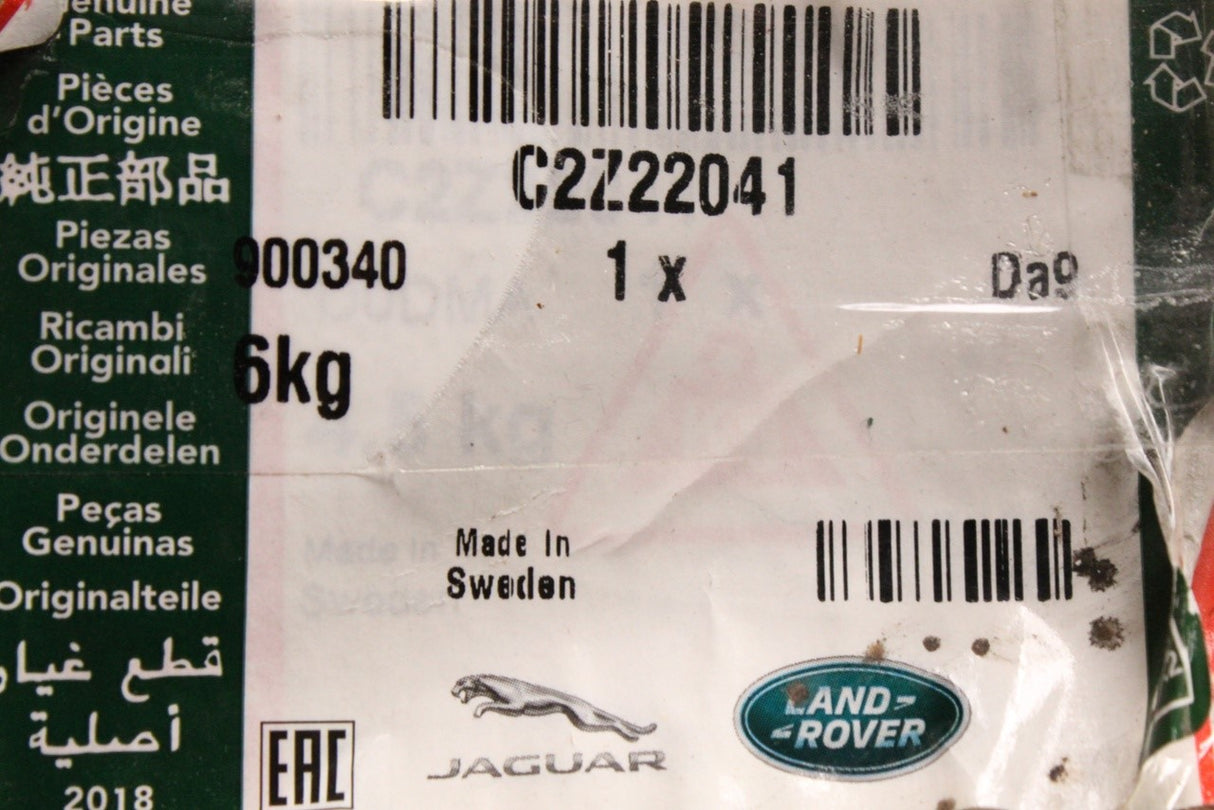 Genuine
Parts
Pièces
d'Origine
純正部品
Piezas
Originales
Ricambi
Originali
Originele
Onderdelen
Peças
Genuinas
Originalteile
قطع غيار
أصلية
2018
C2Z22041
900340 1 x Da9
6kg
Made In
Sweden
EAC
JAGUAR
LAND-
-ROVER